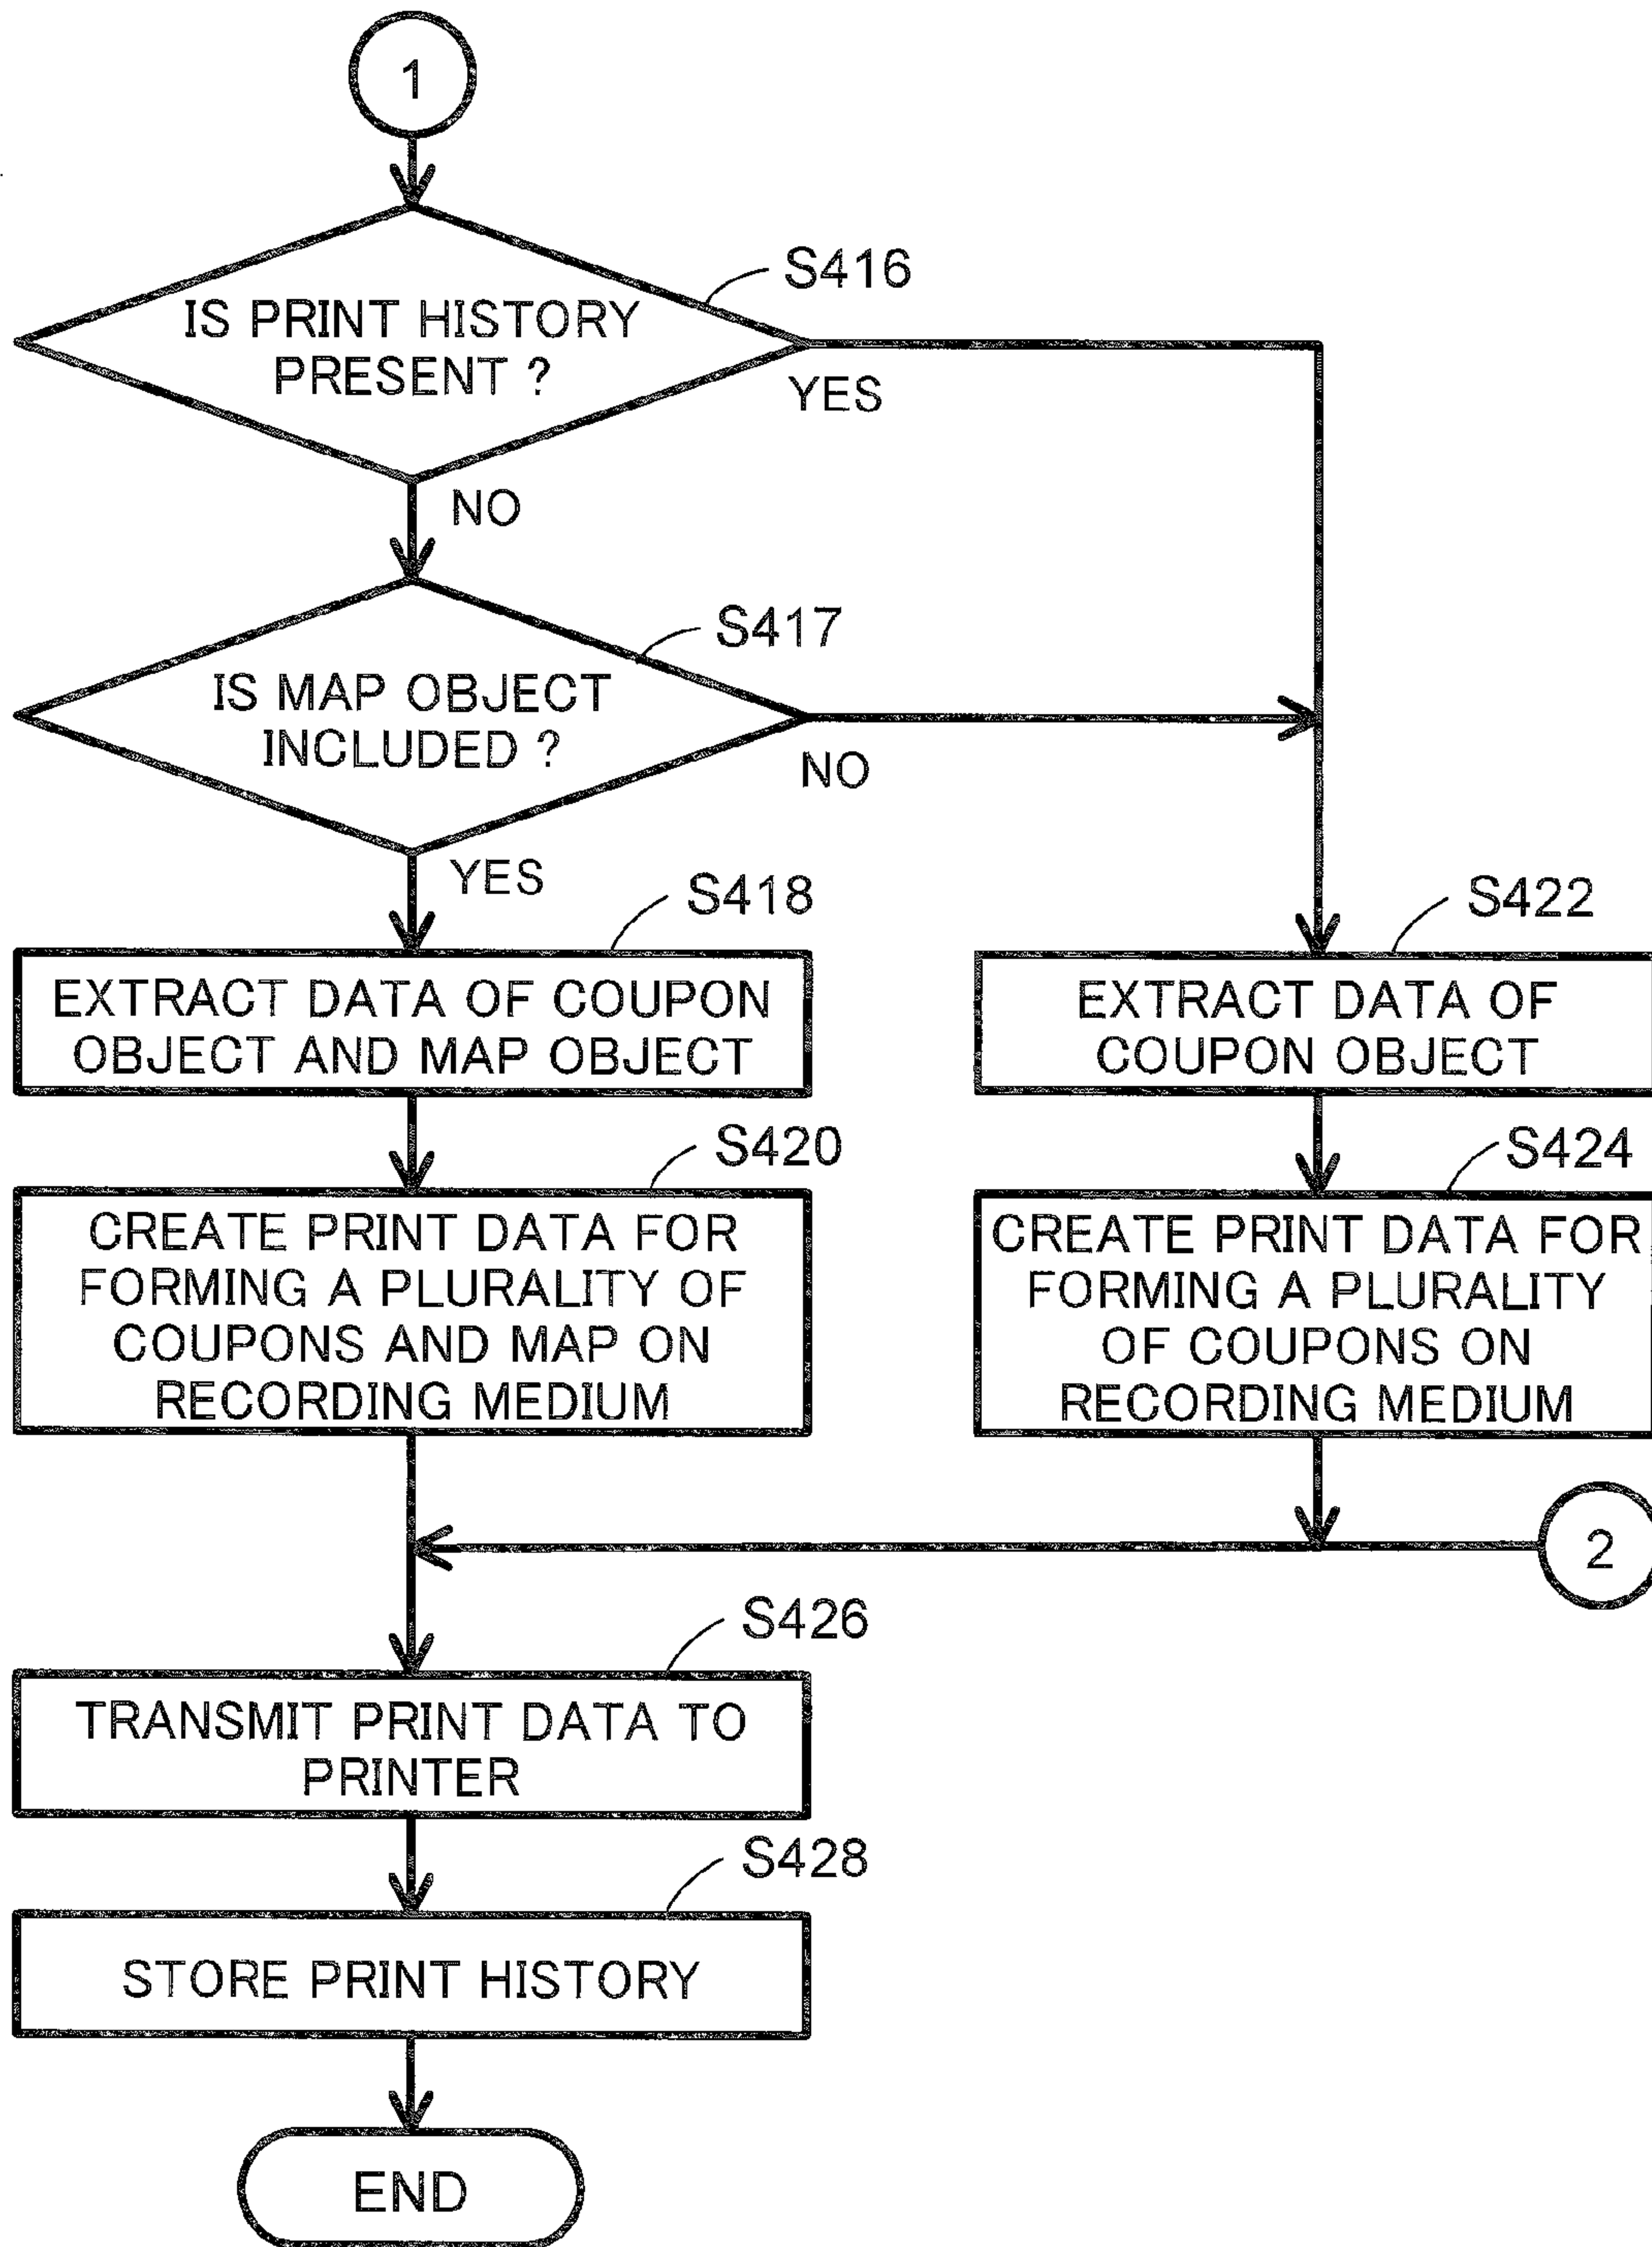 1
S416
IS PRINT HISTORY
PRESENT ?
YES
NO
S417
IS MAP OBJECT
INCLUDED ?
NO
YES
S418
EXTRACT DATA OF COUPON
OBJECT AND MAP OBJECT
S422
EXTRACT DATA OF
COUPON OBJECT
S420
CREATE PRINT DATA FOR
FORMING A PLURALITY OF
COUPONS AND MAP ON
RECORDING MEDIUM
S424
CREATE PRINT DATA FOR
FORMING A PLURALITY
OF COUPONS ON
RECORDING MEDIUM
2
S426
TRANSMIT PRINT DATA TO
PRINTER
S428
STORE PRINT HISTORY
END